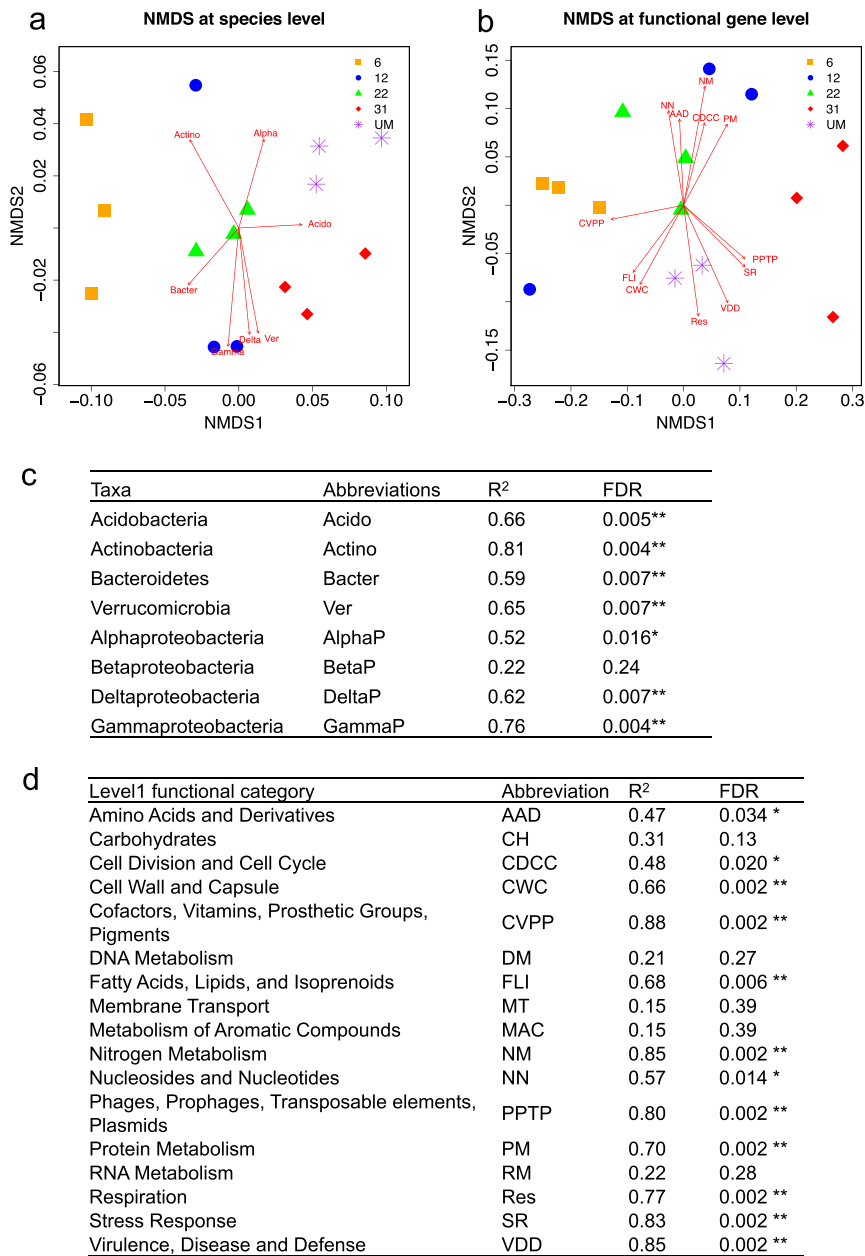 a
NMDS at species level
6
12
22
31
UM
Actino
Alpha
Acido
Bacter
Delta
Ver
Gamma
0.06
0.04
0.02
−0.02
−0.06
NMDS2
−0.10
−0.05
0.00
0.05
0.10
NMDS1
b
NMDS at functional gene level
6
12
22
31
UM
NM
NN
AAD
CDCC
PM
CVPP
PPTP
SR
FLI
CWC
VDD
Res
0.15
0.10
0.05
−0.05
−0.15
NMDS2
−0.3
−0.2
−0.1
0.0
0.1
0.2
0.3
NMDS1
c
Taxa Abbreviations R² FDR
Acidobacteria Acido 0.66 0.005**
Actinobacteria Actino 0.81 0.004**
Bacteroidetes Bacter 0.59 0.007**
Verrucomicrobia Ver 0.65 0.007**
Alphaproteobacteria AlphaP 0.52 0.016*
Betaproteobacteria BetaP 0.22 0.24
Deltaproteobacteria DeltaP 0.62 0.007**
Gammaproteobacteria GammaP 0.76 0.004**
d
Level1 functional category Abbreviation R² FDR
Amino Acids and Derivatives AAD 0.47 0.034 *
Carbohydrates CH 0.31 0.13
Cell Division and Cell Cycle CDCC 0.48 0.020 *
Cell Wall and Capsule CWC 0.66 0.002 **
Cofactors, Vitamins, Prosthetic Groups,
Pigments CVPP 0.88 0.002 **
DNA Metabolism DM 0.21 0.27
Fatty Acids, Lipids, and Isoprenoids FLI 0.68 0.006 **
Membrane Transport MT 0.15 0.39
Metabolism of Aromatic Compounds MAC 0.15 0.39
Nitrogen Metabolism NM 0.85 0.002 **
Nucleosides and Nucleotides NN 0.57 0.014 *
Phages, Prophages, Transposable elements,
Plasmids PPTP 0.80 0.002 **
Protein Metabolism PM 0.70 0.002 **
RNA Metabolism RM 0.22 0.28
Respiration Res 0.77 0.002 **
Stress Response SR 0.83 0.002 **
Virulence, Disease and Defense VDD 0.85 0.002 **